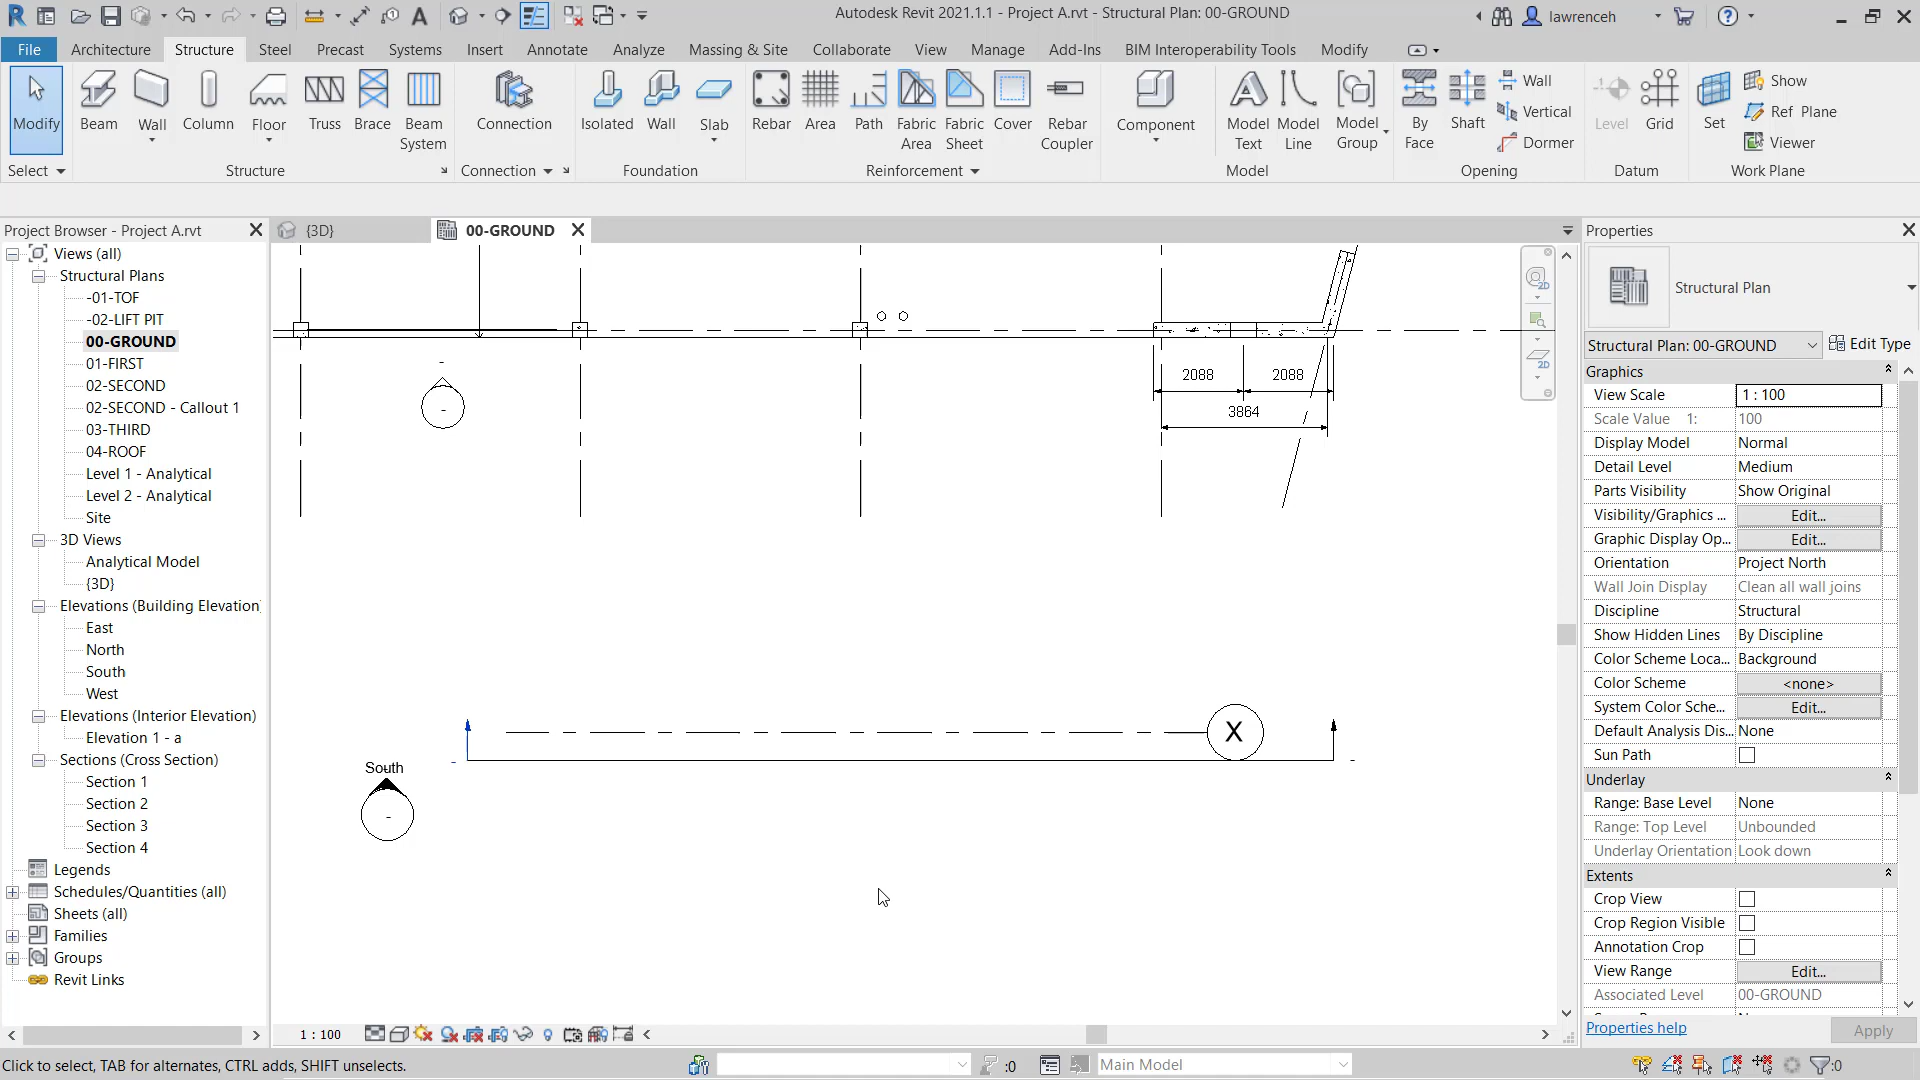 Autodesk Revit 2021.1.1 - Project A.rvt - Structural Plan: 00-GROUND
lawrenceh
File Architecture Structure Steel Precast Systems Insert Annotate Analyze Massing & Site Collaborate View Manage Add-Ins BIM Interoperability Tools Modify
Modify Beam Wall Column Floor Truss Brace Beam System Connection Isolated Wall Slab Rebar Area Path Fabric Area Fabric Sheet Cover Rebar Coupler Component Model Text Model Line Model Group By Face Shaft Wall Vertical Dormer Level Grid Set Show Ref Plane Viewer
Select Structure Connection Foundation Reinforcement Model Opening Datum Work Plane
Project Browser - Project A.rvt
Views (all)
Structural Plans
-01-TOF
-02-LIFT PIT
00-GROUND
01-FIRST
02-SECOND
02-SECOND - Callout 1
03-THIRD
04-ROOF
Level 1 - Analytical
Level 2 - Analytical
Site
3D Views
Analytical Model
{3D}
Elevations (Building Elevation)
East
North
South
West
Elevations (Interior Elevation)
Elevation 1 - a
Sections (Cross Section)
Section 1
Section 2
Section 3
Section 4
Legends
Schedules/Quantities (all)
Sheets (all)
Families
Groups
Revit Links
{3D} 00-GROUND
2088 2088
3864
X
South
2D
2D
1 : 100
Properties
Structural Plan
Structural Plan: 00-GROUND Edit Type
Graphics
View Scale 1 : 100
Scale Value 1: 100
Display Model Normal
Detail Level Medium
Parts Visibility Show Original
Visibility/Graphics ... Edit...
Graphic Display Op... Edit...
Orientation Project North
Wall Join Display Clean all wall joins
Discipline Structural
Show Hidden Lines By Discipline
Color Scheme Loca... Background
Color Scheme <none>
System Color Sche... Edit...
Default Analysis Dis... None
Sun Path
Underlay
Range: Base Level None
Range: Top Level Unbounded
Underlay Orientation Look down
Extents
Crop View
Crop Region Visible
Annotation Crop
View Range Edit...
Associated Level 00-GROUND
Properties help Apply
Click to select, TAB for alternates, CTRL adds, SHIFT unselects. :0 Main Model :0